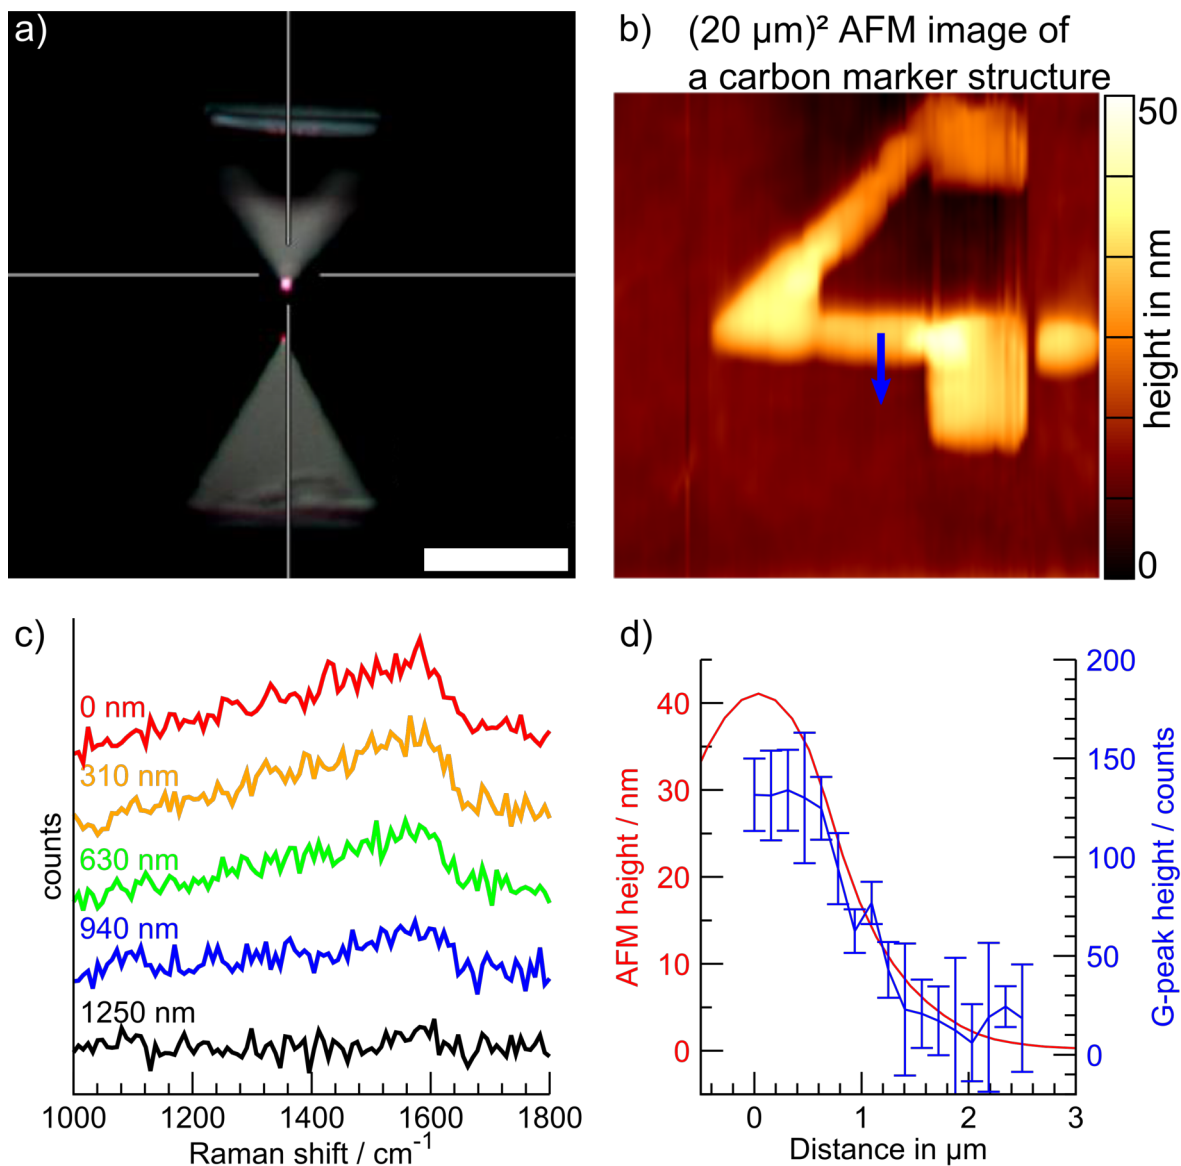 a)
b) (20 µm)² AFM image of
a carbon marker structure
50
height in nm
0
c)
0 nm
310 nm
630 nm
940 nm
1250 nm
counts
1000 1200 1400 1600 1800
Raman shift / cm⁻¹
d)
40
30
20
10
0
AFM height / nm
200
150
100
50
0
G-peak height / counts
0 1 2 3
Distance in µm